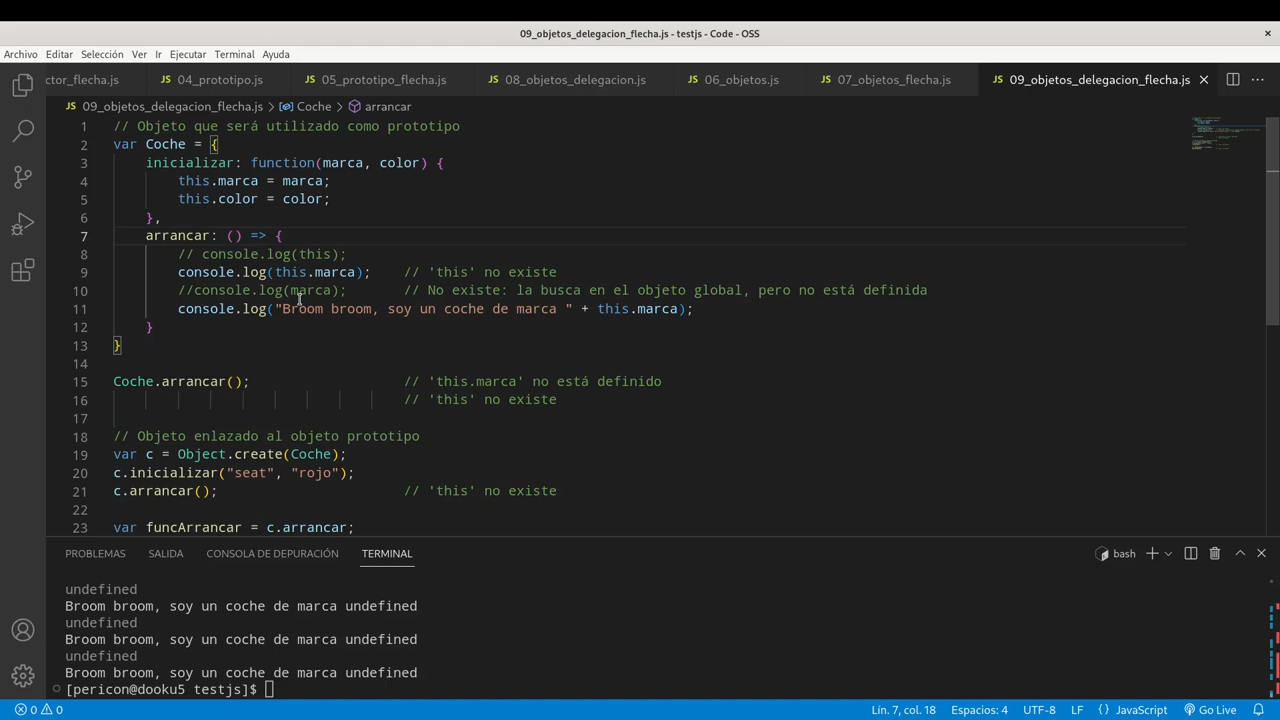 09_objetos_delegacion_flecha.js - testjs - Code - OSS
Archivo Editar Selección Ver Ir Ejecutar Terminal Ayuda
ctor_flecha.js JS 04_prototipo.js JS 05_prototipo_flecha.js JS 08_objetos_delegacion.js JS 06_objetos.js JS 07_objetos_flecha.js JS 09_objetos_delegacion_flecha.js
JS 09_objetos_delegacion_flecha.js > Coche > arrancar
1 // Objeto que será utilizado como prototipo
2 var Coche = {
3 inicializar: function(marca, color) {
4 this.marca = marca;
5 this.color = color;
6 },
7 arrancar: () => {
8 // console.log(this);
9 console.log(this.marca); // 'this' no existe
10 //console.log(marca); // No existe: la busca en el objeto global, pero no está definida
11 console.log("Broom broom, soy un coche de marca " + this.marca);
12 }
13 }
14
15 Coche.arrancar(); // 'this.marca' no está definido
16 // 'this' no existe
17
18 // Objeto enlazado al objeto prototipo
19 var c = Object.create(Coche);
20 c.inicializar("seat", "rojo");
21 c.arrancar(); // 'this' no existe
22
23 var funcArrancar = c.arrancar;
PROBLEMAS SALIDA CONSOLA DE DEPURACIÓN TERMINAL bash
undefined
Broom broom, soy un coche de marca undefined
undefined
Broom broom, soy un coche de marca undefined
undefined
Broom broom, soy un coche de marca undefined
[pericon@dooku5 testjs]$
0 0 Lín. 7, col. 18 Espacios: 4 UTF-8 LF {} JavaScript Go Live